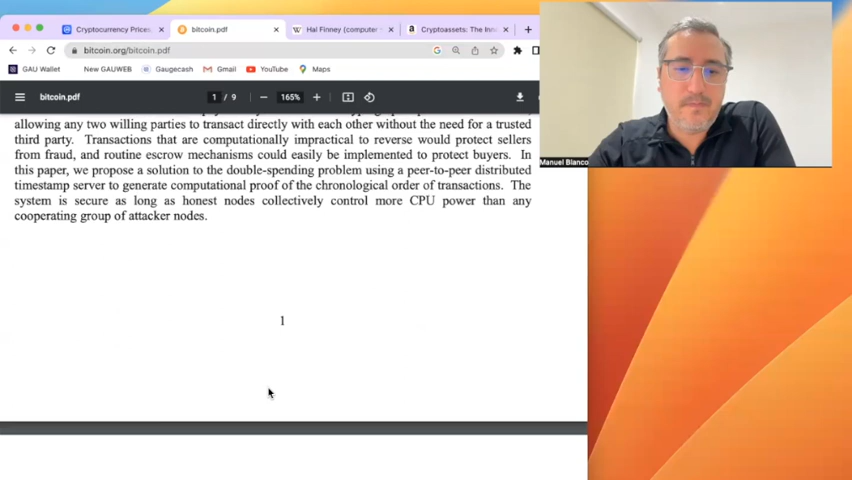 Cryptocurrency Prices
bitcoin.pdf
Hal Finney (computer
Cryptoassets: The Inn
bitcoin.org/bitcoin.pdf
GAU Wallet
New GAUWEB
Gaugecash
Gmail
YouTube
Maps
bitcoin.pdf
1 / 9
165%
allowing any two willing parties to transact directly with each other without the need for a trusted
third party. Transactions that are computationally impractical to reverse would protect sellers
from fraud, and routine escrow mechanisms could easily be implemented to protect buyers. In
this paper, we propose a solution to the double-spending problem using a peer-to-peer distributed
timestamp server to generate computational proof of the chronological order of transactions. The
system is secure as long as honest nodes collectively control more CPU power than any
cooperating group of attacker nodes.
1
Manuel Blanco